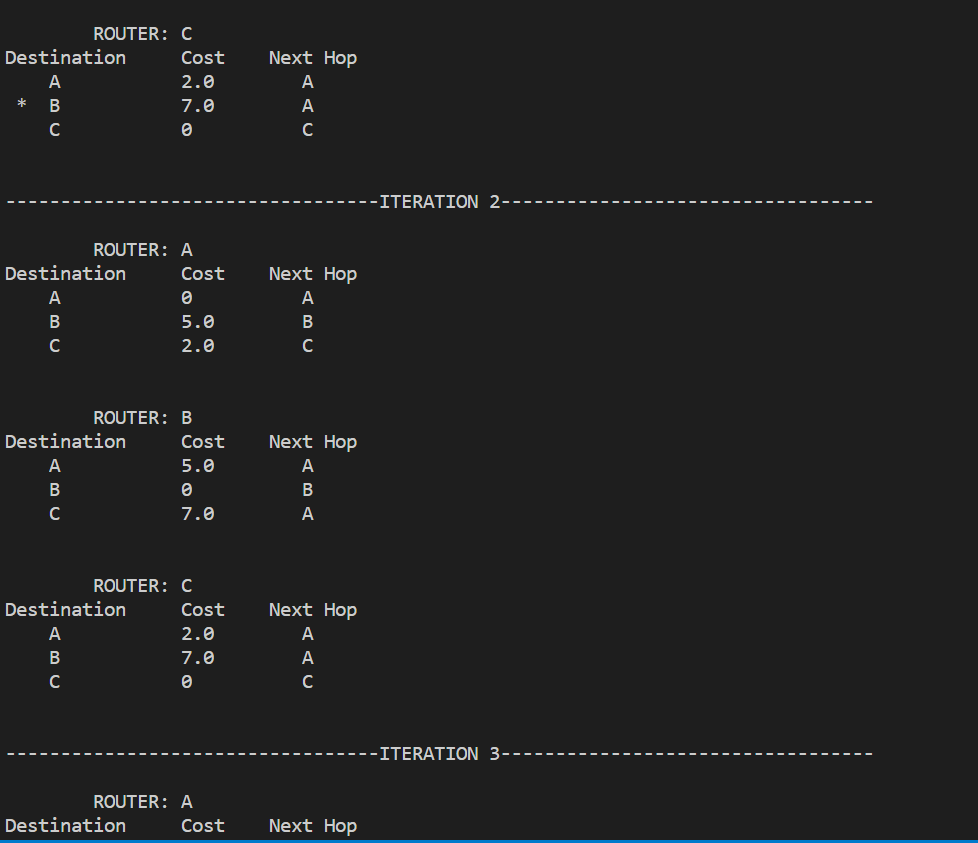 ROUTER: C
Destination     Cost    Next Hop
    A           2.0        A
 *  B           7.0        A
    C           0          C
----------------------------------ITERATION 2----------------------------------
ROUTER: A
Destination     Cost    Next Hop
    A           0          A
    B           5.0        B
    C           2.0        C
ROUTER: B
Destination     Cost    Next Hop
    A           5.0        A
    B           0          B
    C           7.0        A
ROUTER: C
Destination     Cost    Next Hop
    A           2.0        A
    B           7.0        A
    C           0          C
----------------------------------ITERATION 3----------------------------------
ROUTER: A
Destination     Cost    Next Hop